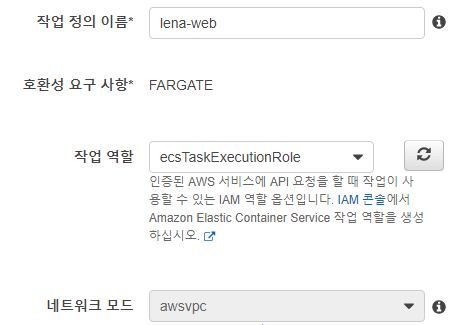 작업 정의 이름* lena-web
호환성 요구 사항* FARGATE
작업 역할 ecsTaskExecutionRole
인증된 AWS 서비스에 API 요청을 할 때 작업이 사
용할 수 있는 IAM 역할 옵션입니다. IAM 콘솔에서
Amazon Elastic Container Service 작업 역할을 생성
하십시오.
네트워크 모드 awsvpc